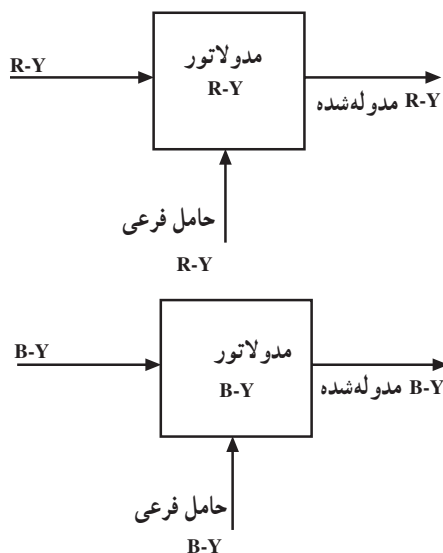 مدولاتور
R-Y
R-Y
R-Y مدوله‌شده
حامل فرعی
R-Y
مدولاتور
B-Y
B-Y
B-Y مدوله‌شده
حامل فرعی
B-Y